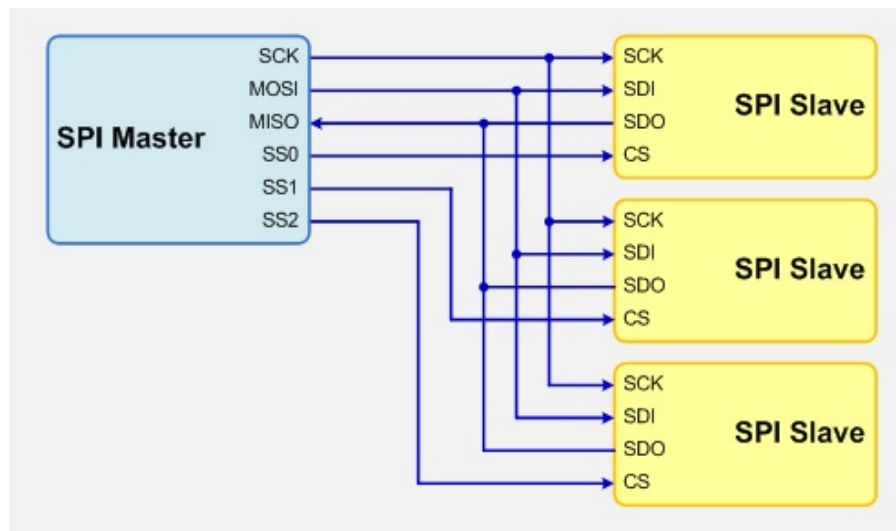 SPI Master
SCK
MOSI
MISO
SS0
SS1
SS2
SCK
SDI
SDO
CS
SPI Slave
SCK
SDI
SDO
CS
SPI Slave
SCK
SDI
SDO
CS
SPI Slave